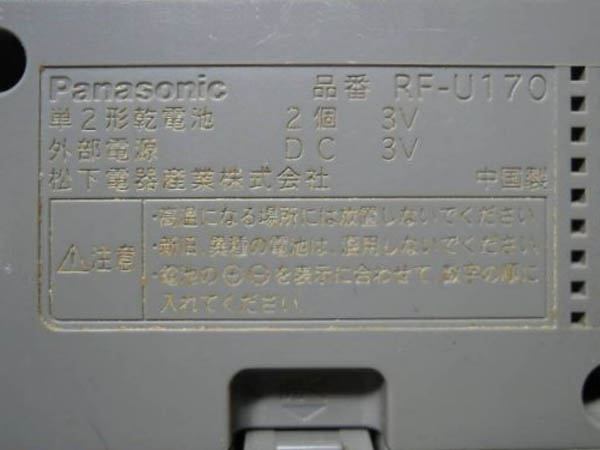 Panasonic 品番 RF-U170
単2形乾電池 2個 3V
外部電源 DC 3V
松下電器産業株式会社 中国製
注意
・高温になる場所には放置しないでください
・新旧、異種の電池は、混用しないでください
・電池の⊕⊖を表示に合わせて、数字の順に
入れてください。